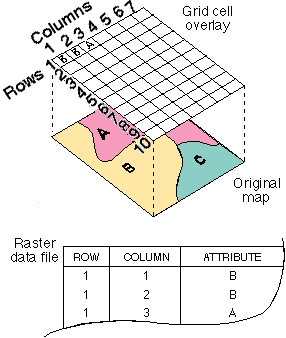 Grid cell
overlay
Columns
1 2 3 4 5 6 7
Rows
1 2 3 4 5 6 7 8 9 10
B B A
A
B
C
Original
map
Raster
data file
ROW COLUMN ATTRIBUTE
1 1 B
1 2 B
1 3 A